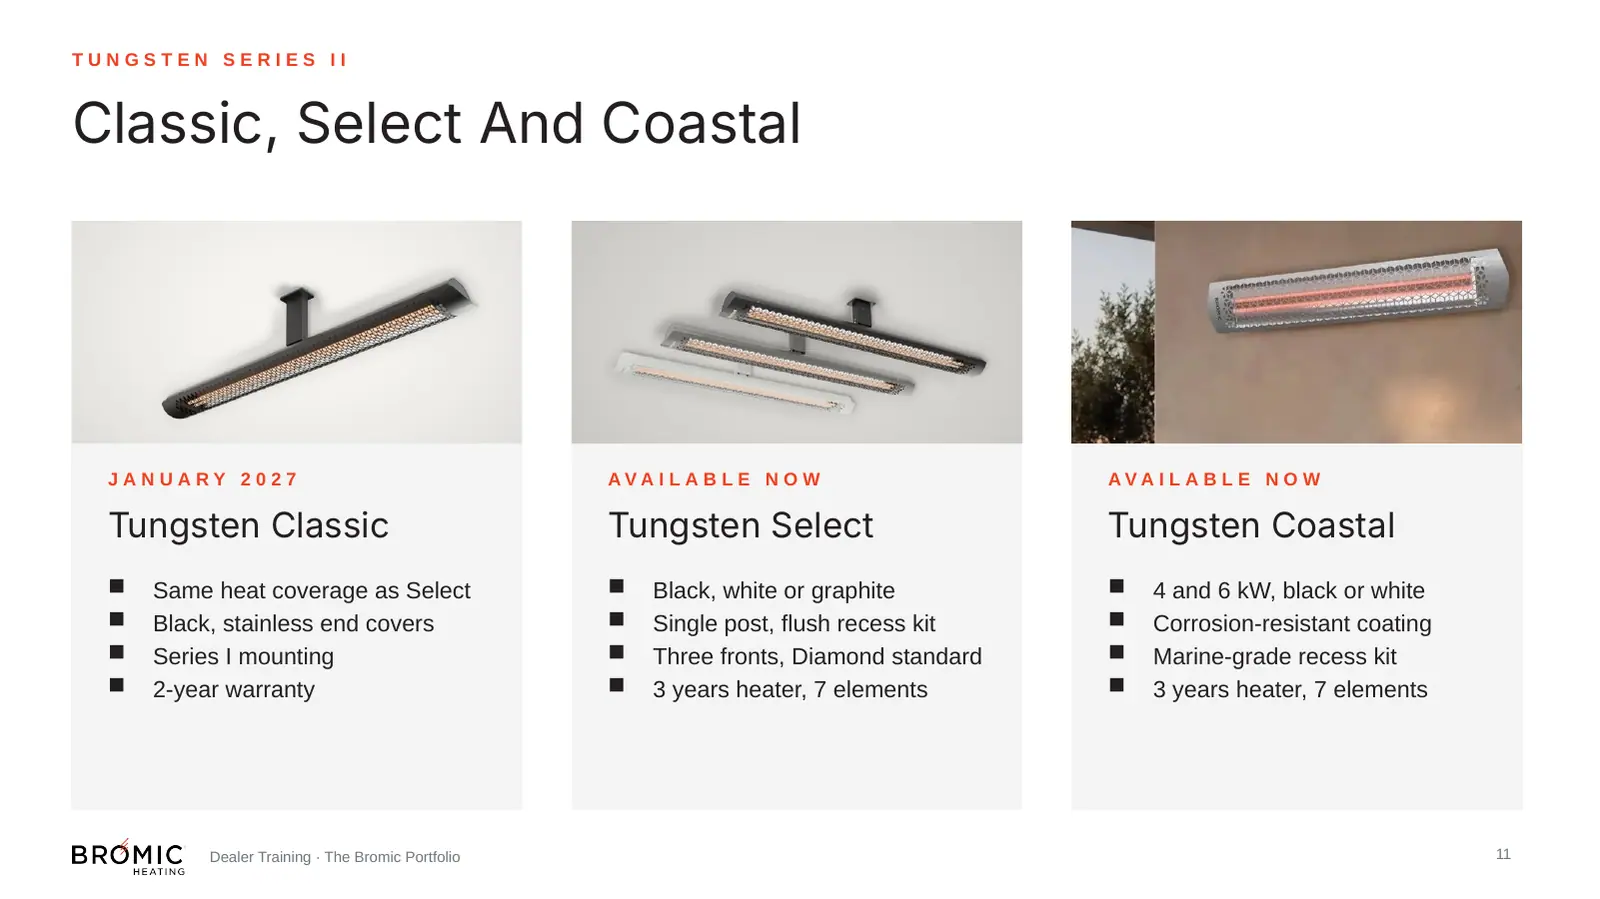 TUNGSTEN SERIES II
Classic, Select And Coastal
JANUARY 2027
Tungsten Classic
Same heat coverage as Select
Black, stainless end covers
Series I mounting
2-year warranty
AVAILABLE NOW
Tungsten Select
Black, white or graphite
Single post, flush recess kit
Three fronts, Diamond standard
3 years heater, 7 elements
AVAILABLE NOW
Tungsten Coastal
4 and 6 kW, black or white
Corrosion-resistant coating
Marine-grade recess kit
3 years heater, 7 elements
BROMIC
HEATING
Dealer Training · The Bromic Portfolio
11